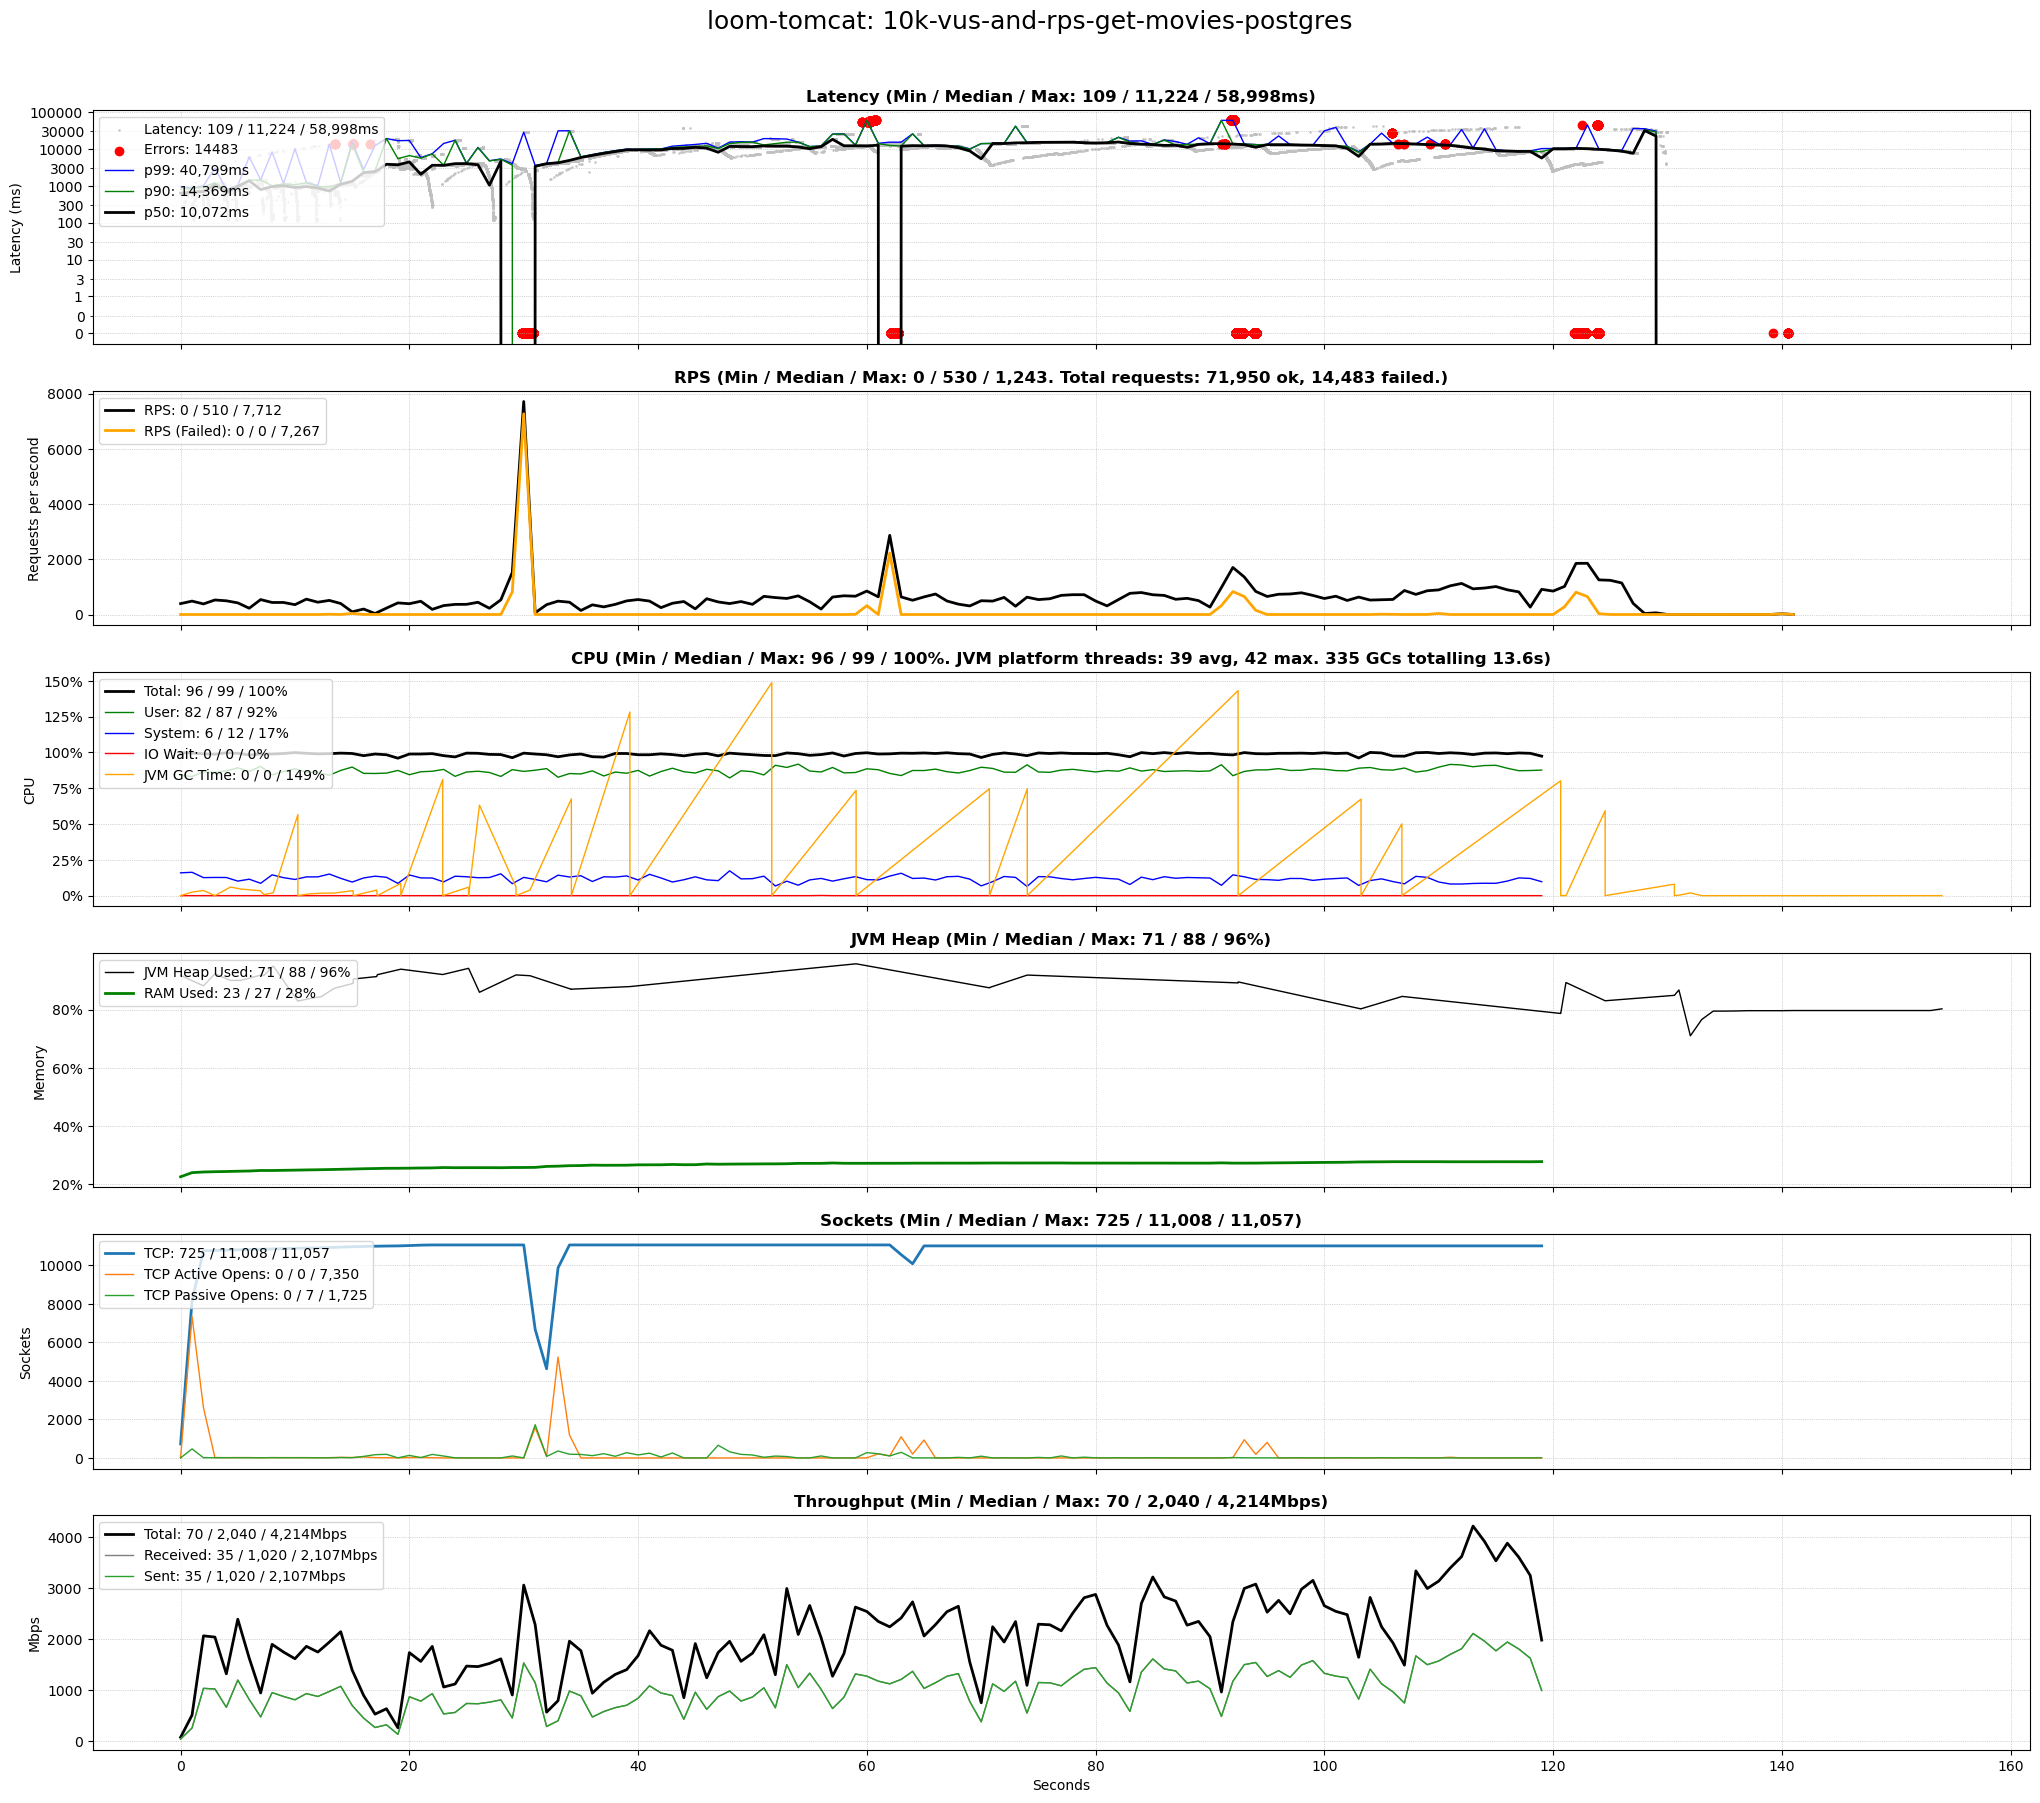 loom-tomcat: 10k-vus-and-rps-get-movies-postgres
Latency (Min / Median / Max: 109 / 11,224 / 58,998ms)
Latency (ms)
100000
30000
10000
3000
1000
300
100
30
10
3
1
0
0
Latency: 109 / 11,224 / 58,998ms
Errors: 14483
p99: 40,799ms
p90: 14,369ms
p50: 10,072ms
RPS (Min / Median / Max: 0 / 530 / 1,243. Total requests: 71,950 ok, 14,483 failed.)
Requests per second
8000
6000
4000
2000
0
RPS: 0 / 510 / 7,712
RPS (Failed): 0 / 0 / 7,267
CPU (Min / Median / Max: 96 / 99 / 100%. JVM platform threads: 39 avg, 42 max. 335 GCs totalling 13.6s)
CPU
150%
125%
100%
75%
50%
25%
0%
Total: 96 / 99 / 100%
User: 82 / 87 / 92%
System: 6 / 12 / 17%
IO Wait: 0 / 0 / 0%
JVM GC Time: 0 / 0 / 149%
JVM Heap (Min / Median / Max: 71 / 88 / 96%)
Memory
80%
60%
40%
20%
JVM Heap Used: 71 / 88 / 96%
RAM Used: 23 / 27 / 28%
Sockets (Min / Median / Max: 725 / 11,008 / 11,057)
Sockets
10000
8000
6000
4000
2000
0
TCP: 725 / 11,008 / 11,057
TCP Active Opens: 0 / 0 / 7,350
TCP Passive Opens: 0 / 7 / 1,725
Throughput (Min / Median / Max: 70 / 2,040 / 4,214Mbps)
Mbps
4000
3000
2000
1000
0
Total: 70 / 2,040 / 4,214Mbps
Received: 35 / 1,020 / 2,107Mbps
Sent: 35 / 1,020 / 2,107Mbps
0 20 40 60 80 100 120 140 160
Seconds